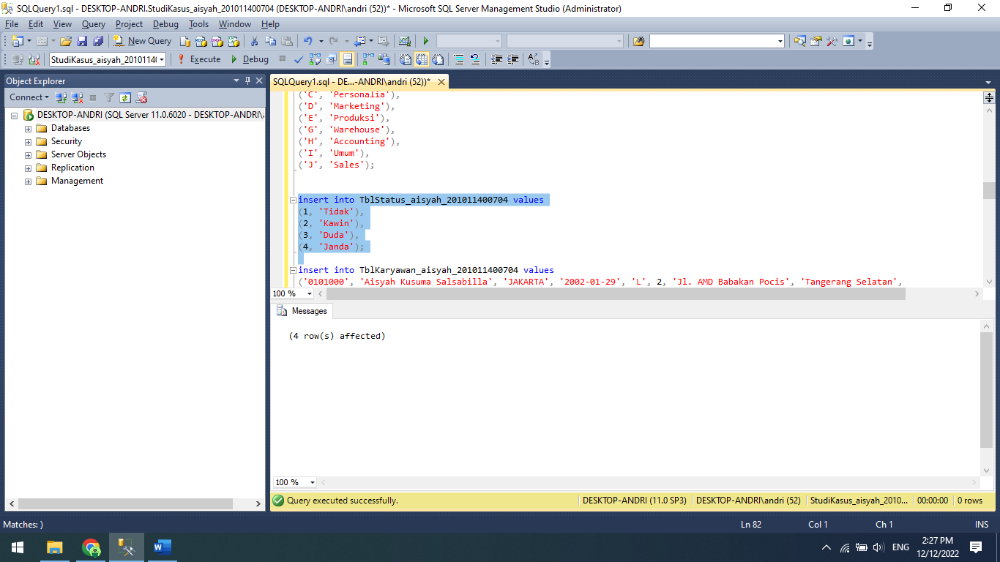 SQLQuery1.sql - DESKTOP-ANDRI.StudiKasus_aisyah_201011400704 (DESKTOP-ANDRI\andri (52))* - Microsoft SQL Server Management Studio (Administrator)
File Edit View Query Project Debug Tools Window Help
New Query
StudiKasus_aisyah_2010114( Execute Debug
Object Explorer
Connect
DESKTOP-ANDRI (SQL Server 11.0.6020 - DESKTOP-ANDRI\
Databases
Security
Server Objects
Replication
Management
SQLQuery1.sql - DE...-ANDRI\andri (52))*
('C', 'Personalia'),
('D', 'Marketing'),
('E', 'Produksi'),
('G', 'Warehouse'),
('H', 'Accounting'),
('I', 'Umum'),
('J', 'Sales');
insert into TblStatus_aisyah_201011400704 values
(1, 'Tidak'),
(2, 'Kawin'),
(3, 'Duda'),
(4, 'Janda');
insert into TblKaryawan_aisyah_201011400704 values
('0101000', 'Aisyah Kusuma Salsabilla', 'JAKARTA', '2002-01-29', 'L', 2, 'Jl. AMD Babakan Pocis', 'Tangerang Selatan',
100 %
Messages
(4 row(s) affected)
100 %
Query executed successfully. DESKTOP-ANDRI (11.0 SP3) DESKTOP-ANDRI\andri (52) StudiKasus_aisyah_2010... 00:00:00 0 rows
Matches: ) Ln 82 Col 1 Ch 1 INS
ENG
2:27 PM
12/12/2022